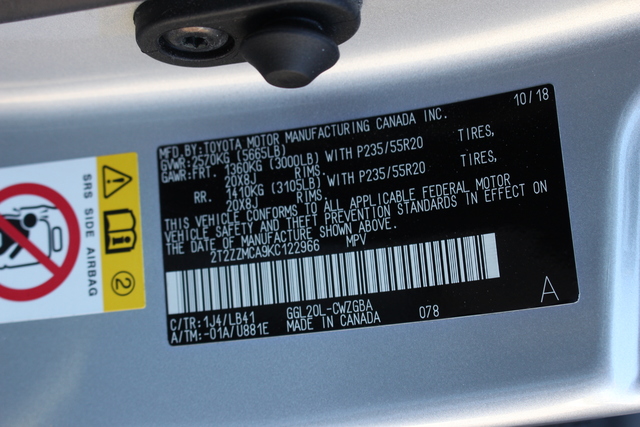 10/18
MFD.BY:TOYOTA MOTOR MANUFACTURING CANADA INC.
GVWR:2520KG (5665LB)
GAWR:FRT. 1360KG (3000LB) WITH P235/55R20 TIRES,
20X8J RIMS.
RR. 1410KG (3105LB) WITH P235/55R20 TIRES,
20X8J RIMS.
THIS VEHICLE CONFORMS TO ALL APPLICABLE FEDERAL MOTOR
VEHICLE SAFETY AND THEFT PREVENTION STANDARDS IN EFFECT ON
THE DATE OF MANUFACTURE SHOWN ABOVE.
2T2ZZMCA9KC122966 MPV
C/TR:1J4/LB41 GGL20L-CWZGBA
A/TM:-01A/U881E MADE IN CANADA 078
A
SRS SIDE AIRBAG
2